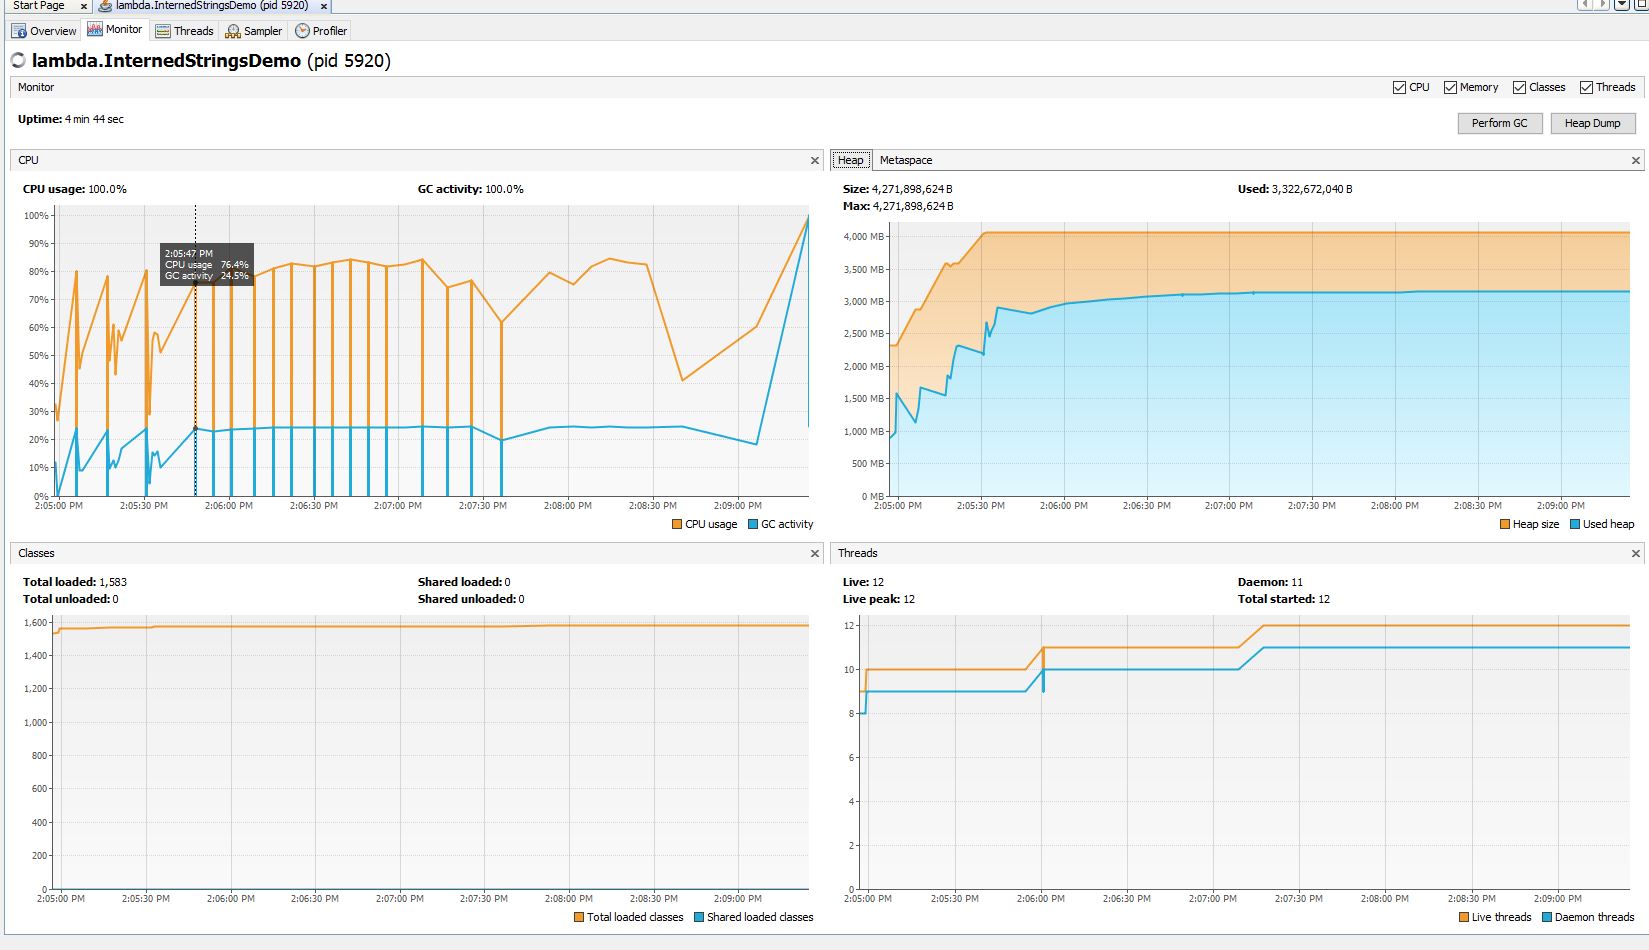 Start Page
lambda.InternedStringsDemo (pid 5920)
Overview Monitor Threads Sampler Profiler
lambda.InternedStringsDemo (pid 5920)
Monitor
CPU Memory Classes Threads
Uptime: 4 min 44 sec
Perform GC Heap Dump
CPU
CPU usage: 100.0% GC activity: 100.0%
100%
90%
80%
70%
60%
50%
40%
30%
20%
10%
0%
2:05:47 PM
CPU usage 76.4%
GC activity 24.5%
2:05:00 PM 2:05:30 PM 2:06:00 PM 2:06:30 PM 2:07:00 PM 2:07:30 PM 2:08:00 PM 2:08:30 PM 2:09:00 PM
CPU usage GC activity
Heap Metaspace
Size: 4,271,898,624 B Used: 3,322,672,040 B
Max: 4,271,898,624 B
4,000 MB
3,500 MB
3,000 MB
2,500 MB
2,000 MB
1,500 MB
1,000 MB
500 MB
0 MB
2:05:00 PM 2:05:30 PM 2:06:00 PM 2:06:30 PM 2:07:00 PM 2:07:30 PM 2:08:00 PM 2:08:30 PM 2:09:00 PM
Heap size Used heap
Classes
Total loaded: 1,583 Shared loaded: 0
Total unloaded: 0 Shared unloaded: 0
1,600
1,400
1,200
1,000
800
600
400
200
0
2:05:00 PM 2:05:30 PM 2:06:00 PM 2:06:30 PM 2:07:00 PM 2:07:30 PM 2:08:00 PM 2:08:30 PM 2:09:00 PM
Total loaded classes Shared loaded classes
Threads
Live: 12 Daemon: 11
Live peak: 12 Total started: 12
12
10
8
6
4
2
0
2:05:00 PM 2:05:30 PM 2:06:00 PM 2:06:30 PM 2:07:00 PM 2:07:30 PM 2:08:00 PM 2:08:30 PM 2:09:00 PM
Live threads Daemon threads